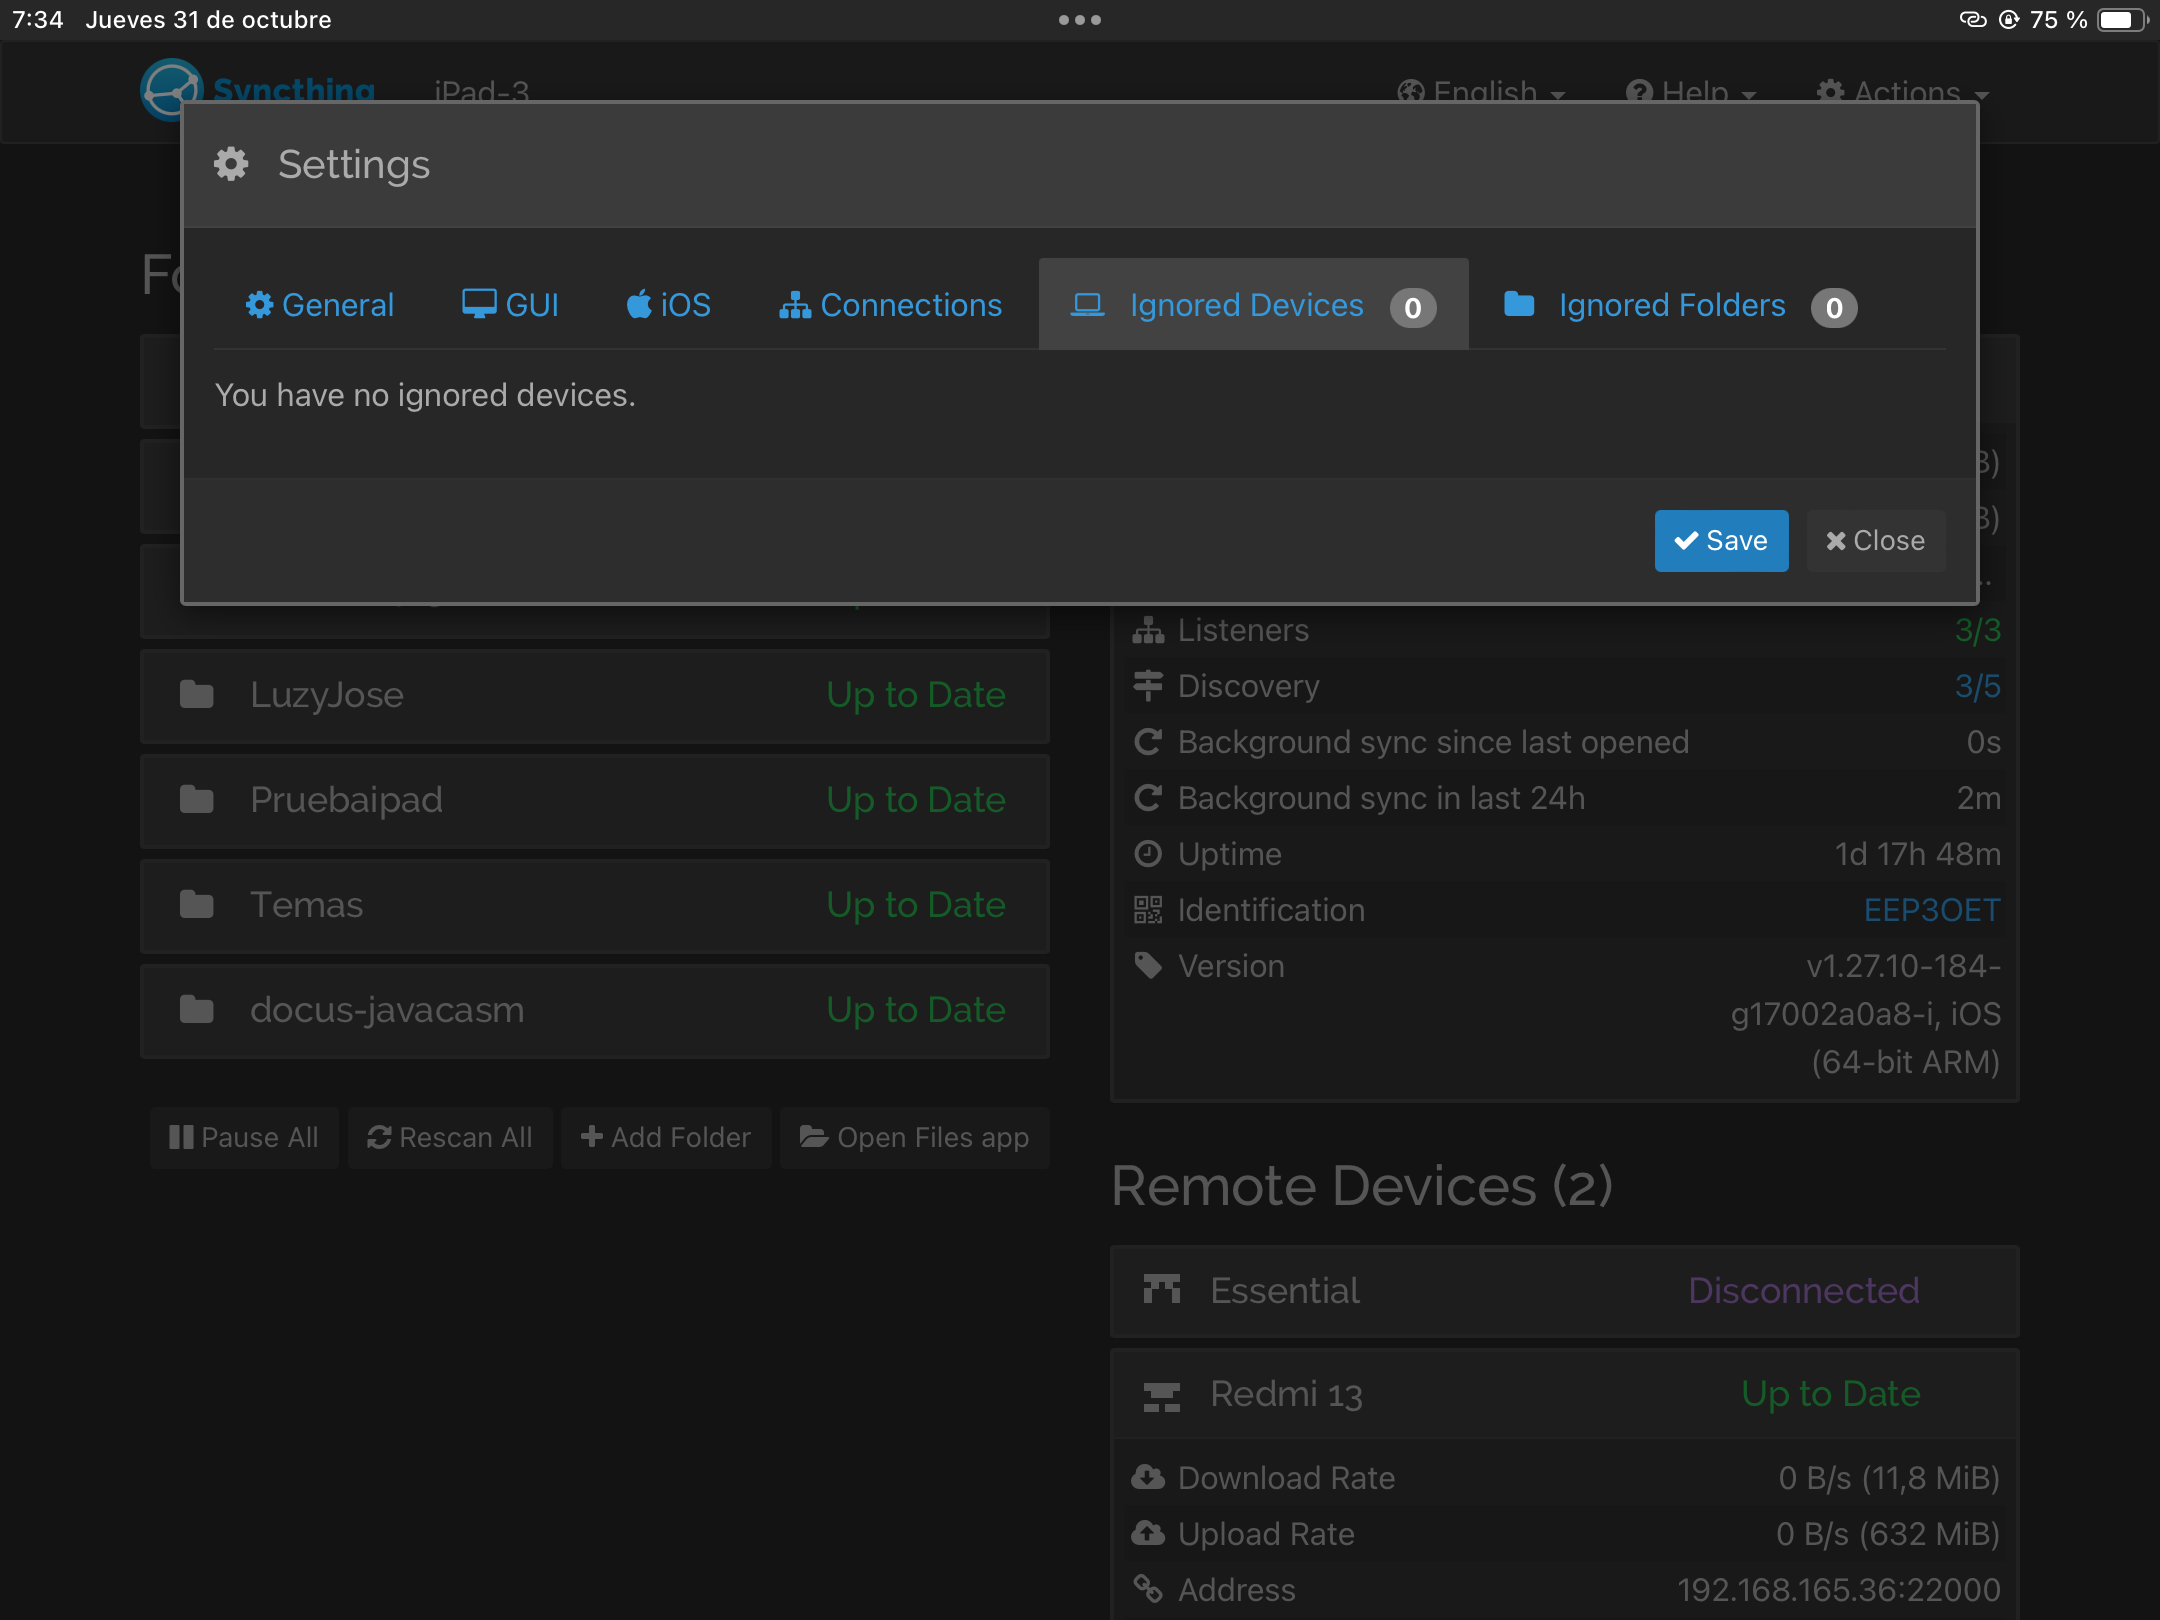 7:34 Jueves 31 de octubre
75 %
Syncthing iPad-3 English Help Actions
Settings
General GUI iOS Connections Ignored Devices 0 Ignored Folders 0
You have no ignored devices.
Save Close
Listeners 3/3
Discovery 3/5
Background sync since last opened 0s
Background sync in last 24h 2m
Uptime 1d 17h 48m
Identification EEP3OET
Version v1.27.10-184-
g17002a0a8-i, iOS
(64-bit ARM)
LuzyJose Up to Date
Pruebaipad Up to Date
Temas Up to Date
docus-javacasm Up to Date
Pause All Rescan All Add Folder Open Files app
Remote Devices (2)
Essential Disconnected
Redmi 13 Up to Date
Download Rate 0 B/s (11,8 MiB)
Upload Rate 0 B/s (632 MiB)
Address 192.168.165.36:22000